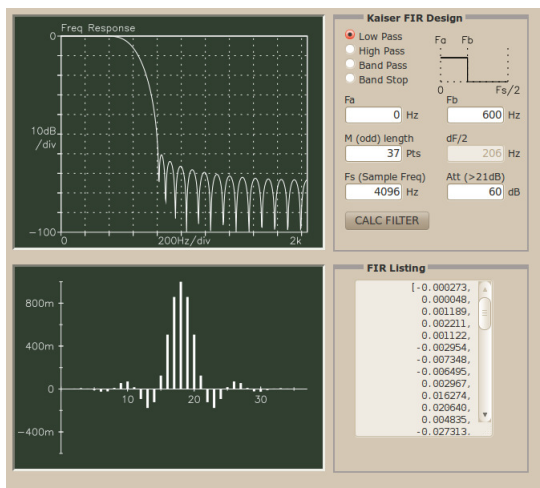 Freq Response
0
10dB
/div
-100
0
200Hz/div
2k
Kaiser FIR Design
Low Pass
High Pass
Band Pass
Band Stop
Fa Fb
0
Fs/2
Fa
Fb
0 Hz
600 Hz
M (odd) length
dF/2
37 Pts
206 Hz
Fs (Sample Freq)
Att (>21dB)
4096 Hz
60 dB
CALC FILTER
800m
400m
0
-400m
10
20
30
FIR Listing
[-0.000273,
0.000048,
0.001189,
0.002211,
0.001122,
-0.002954,
-0.007348,
-0.006495,
0.002967,
0.016274,
0.020640,
0.004835,
-0.027313.